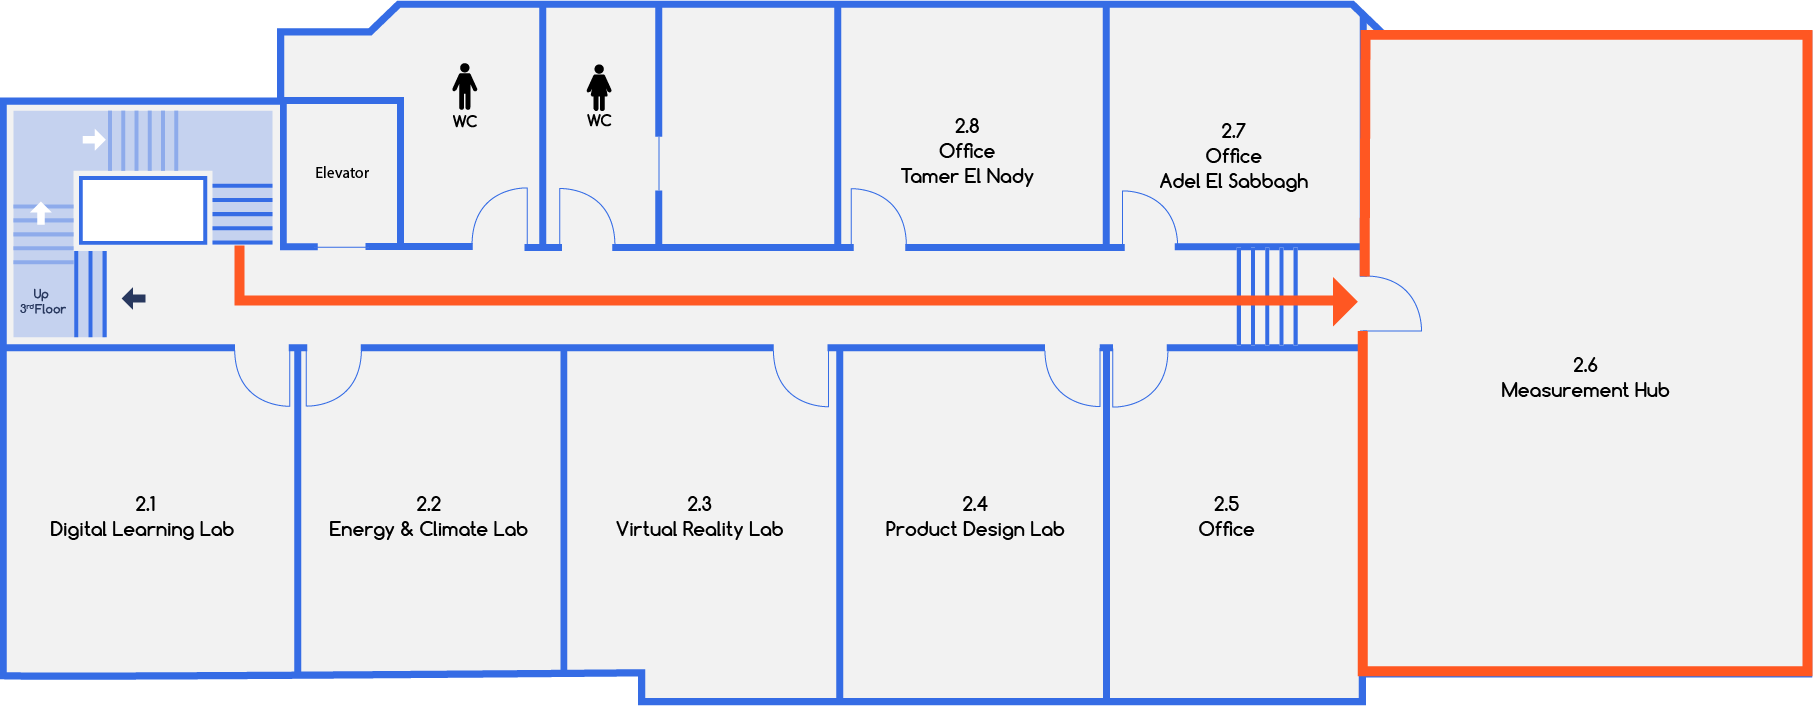 WC
WC
Elevator
2.8
Office
Tamer El Nady
2.7
Office
Adel El Sabbagh
Up
3rdFloor
2.6
Measurement Hub
2.1
Digital Learning Lab
2.2
Energy & Climate Lab
2.3
Virtual Reality Lab
2.4
Product Design Lab
2.5
Office